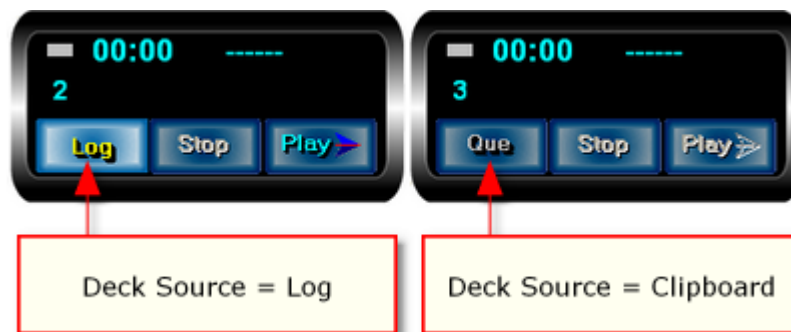 00:00 ------
2
Log Stop Play
00:00 ------
3
Que Stop Play
Deck Source = Log
Deck Source = Clipboard